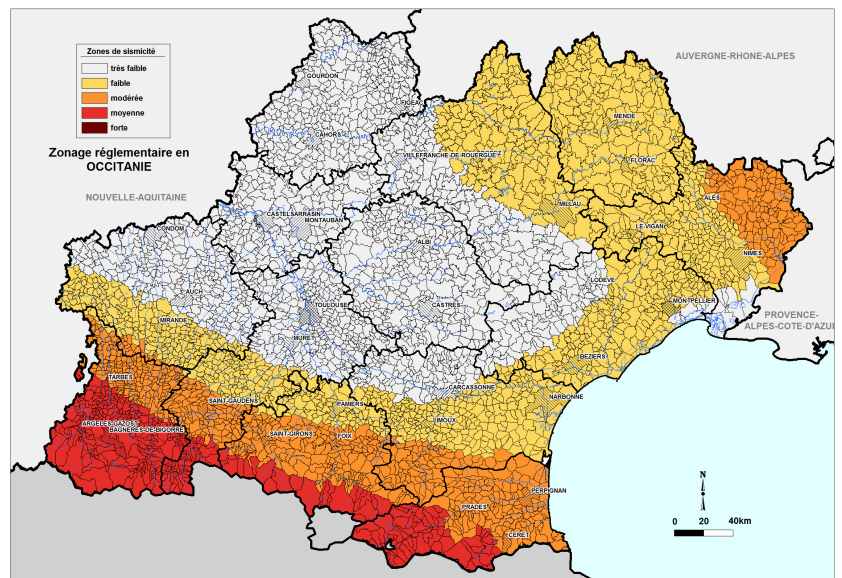 Zones de sismicité
très faible
faible
modérée
moyenne
forte
Zonage réglementaire en
OCCITANIE
AUVERGNE-RHONE-ALPES
NOUVELLE-AQUITAINE
PROVENCE-
ALPES-COTE-D'AZUR
GOURDON
FIGEAC
CAHORS
VILLEFRANCHE-DE-ROUERGUE
MENDE
FLORAC
ALES
MILLAU
LE VIGAN
NIMES
CASTELSARRASIN
MONTAUBAN
CONDOM
ALBI
LODEVE
AUCH
TOULOUSE
CASTRES
MONTPELLIER
MIRANDE
MURET
BEZIERS
TARBES
CARCASSONNE
NARBONNE
SAINT-GAUDENS
PAMIERS
LIMOUX
ARGELES-GAZOST
BAGNERES-DE-BIGORRE
SAINT-GIRONS
FOIX
PERPIGNAN
PRADES
CERET
N
0 20 40km